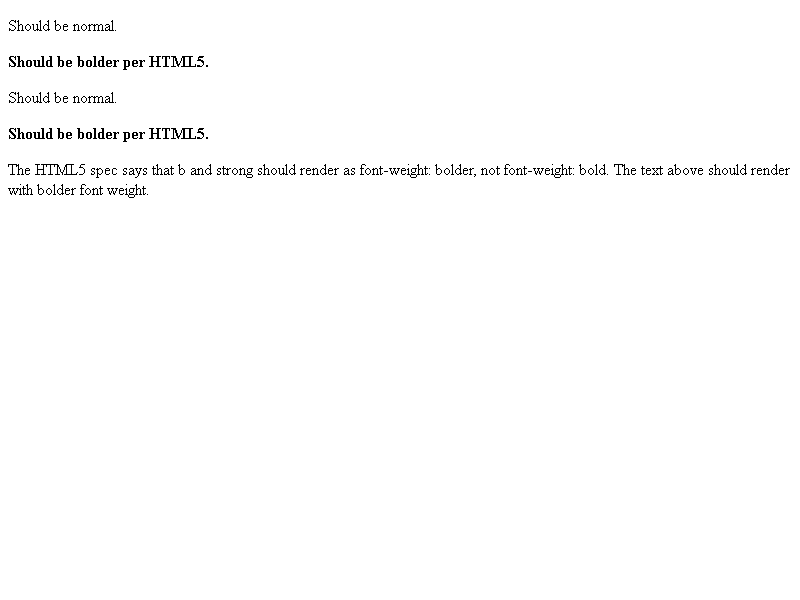 Should be normal.
Should be bolder per HTML5.
Should be normal.
Should be bolder per HTML5.
The HTML5 spec says that b and strong should render as font-weight: bolder, not font-weight: bold. The text above should render
with bolder font weight.